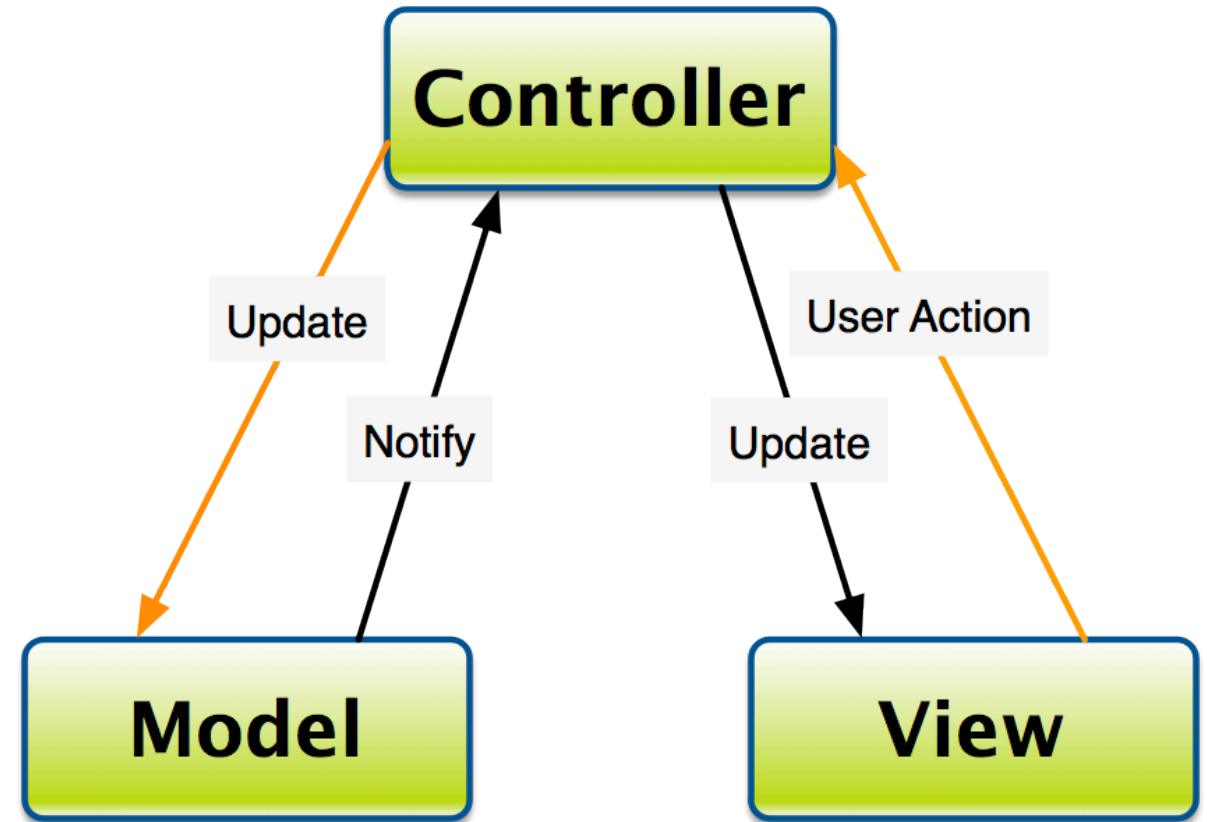 Controller
Update
User Action
Notify
Update
Model
View